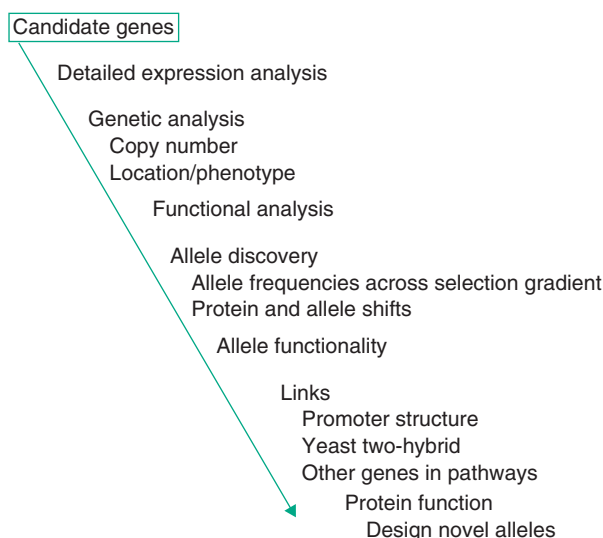 Candidate genes
Detailed expression analysis
Genetic analysis
Copy number
Location/phenotype
Functional analysis
Allele discovery
Allele frequencies across selection gradient
Protein and allele shifts
Allele functionality
Links
Promoter structure
Yeast two-hybrid
Other genes in pathways
Protein function
Design novel alleles